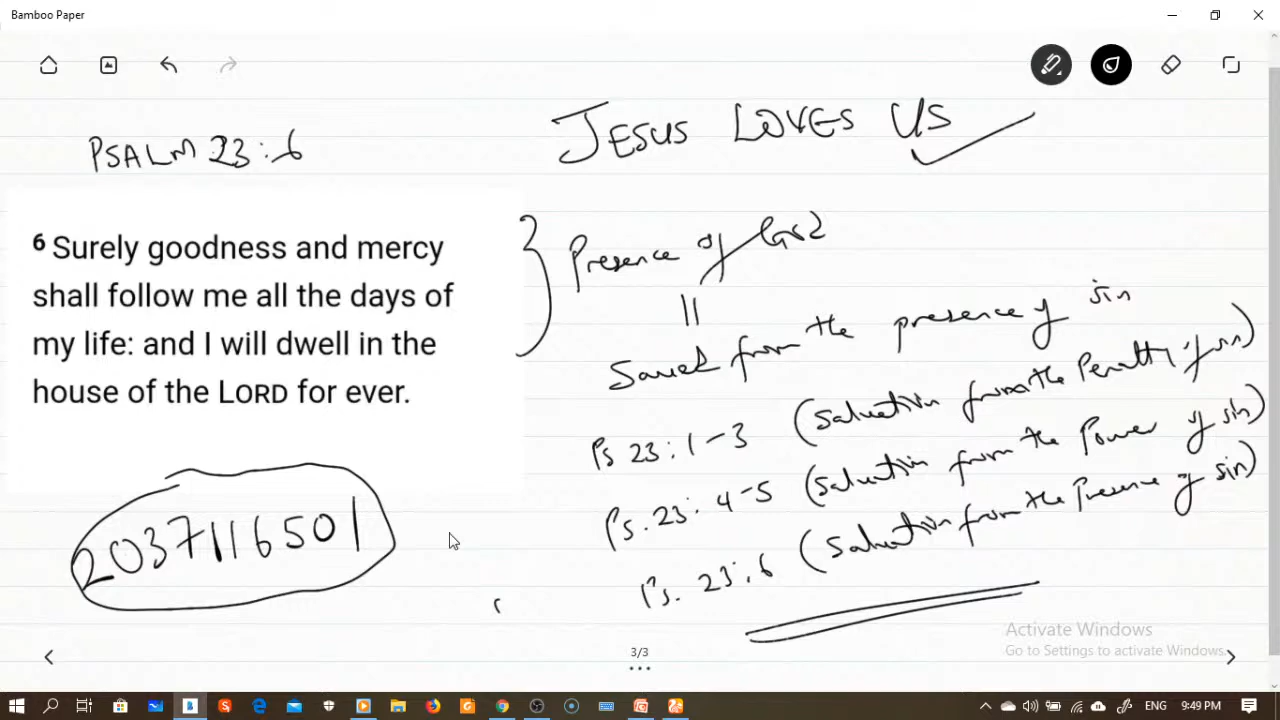 Bamboo Paper
JESUS LOVES US
PSALM 23:6
6 Surely goodness and mercy
shall follow me all the days of
my life: and I will dwell in the
house of the LORD for ever.
Presence of God
Saved from the presence of sin
Ps 23:1-3 (Salvation from the Penalty of sin)
Ps. 23:4-5 (Salvation from the Power of sin)
Ps. 23:6 (Salvation from the Presence of sin)
20371116501
Activate Windows
Go to Settings to activate Windows.
3/3
ENG
9:49 PM